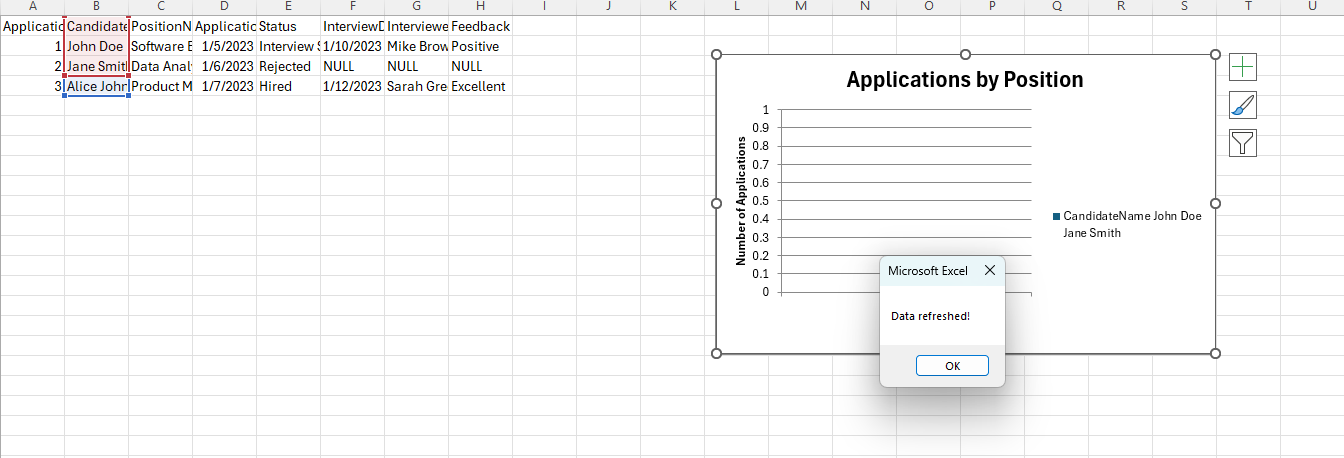 A B C D E F G H I J K L M N O P Q R S T U
Applicatic Candidate PositionN Applicatic Status InterviewD Interviewe Feedback
1 John Doe Software E 1/5/2023 Interview S 1/10/2023 Mike Brow Positive
2 Jane Smith Data Anal 1/6/2023 Rejected NULL NULL NULL
3 Alice John Product M 1/7/2023 Hired 1/12/2023 Sarah Gre Excellent
Applications by Position
Number of Applications
1
0.9
0.8
0.7
0.6
0.5
0.4
0.3
0.2
0.1
0
CandidateName John Doe
Jane Smith
Microsoft Excel
Data refreshed!
OK